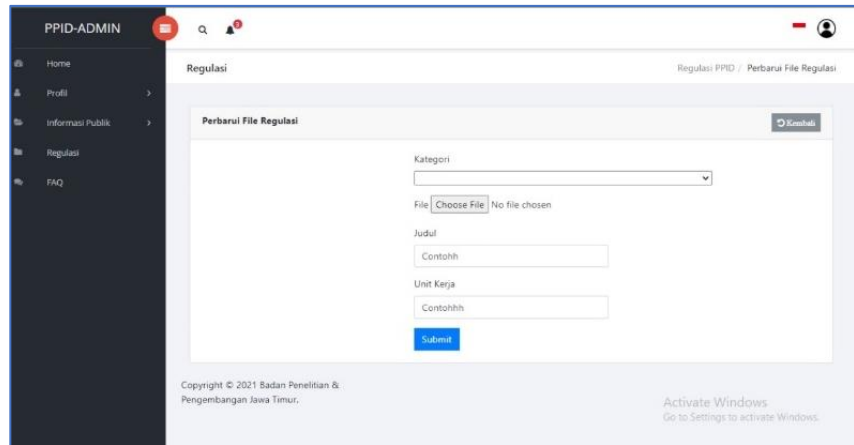 PPID-ADMIN
Home
Profil
Informasi Publik
Regulasi
FAQ
Regulasi
Regulasi PPID / Perbarui File Regulasi
Perbarui File Regulasi
Kembali
Kategori
File Choose File No file chosen
Judul
Contohh
Unit Kerja
Contohhh
Submit
Copyright © 2021 Badan Penelitian &
Pengembangan Jawa Timur.
Activate Windows
Go to Settings to activate Windows.